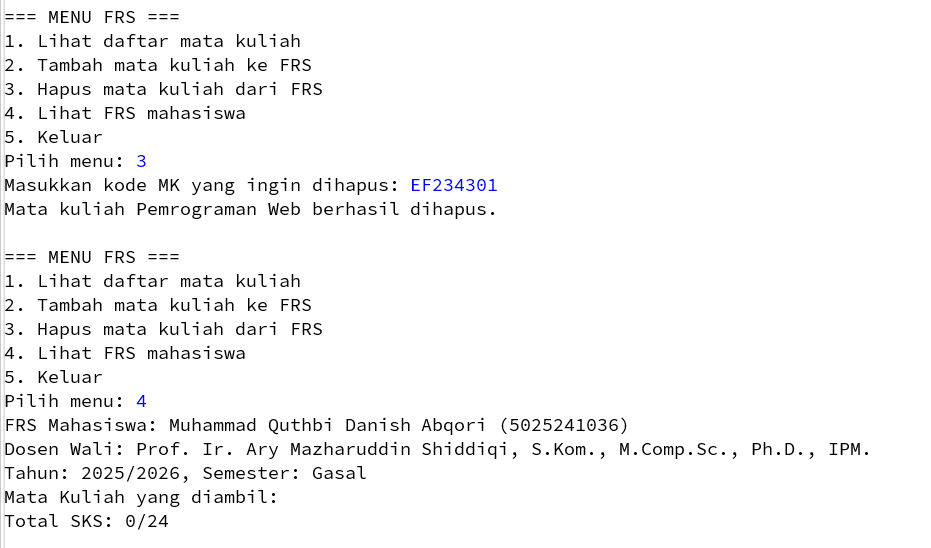 === MENU FRS ===
1. Lihat daftar mata kuliah
2. Tambah mata kuliah ke FRS
3. Hapus mata kuliah dari FRS
4. Lihat FRS mahasiswa
5. Keluar
Pilih menu: 3
Masukkan kode MK yang ingin dihapus: EF234301
Mata kuliah Pemrograman Web berhasil dihapus.

=== MENU FRS ===
1. Lihat daftar mata kuliah
2. Tambah mata kuliah ke FRS
3. Hapus mata kuliah dari FRS
4. Lihat FRS mahasiswa
5. Keluar
Pilih menu: 4
FRS Mahasiswa: Muhammad Quthbi Danish Abqori (5025241036)
Dosen Wali: Prof. Ir. Ary Mazharuddin Shiddiqi, S.Kom., M.Comp.Sc., Ph.D., IPM.
Tahun: 2025/2026, Semester: Gasal
Mata Kuliah yang diambil:
Total SKS: 0/24